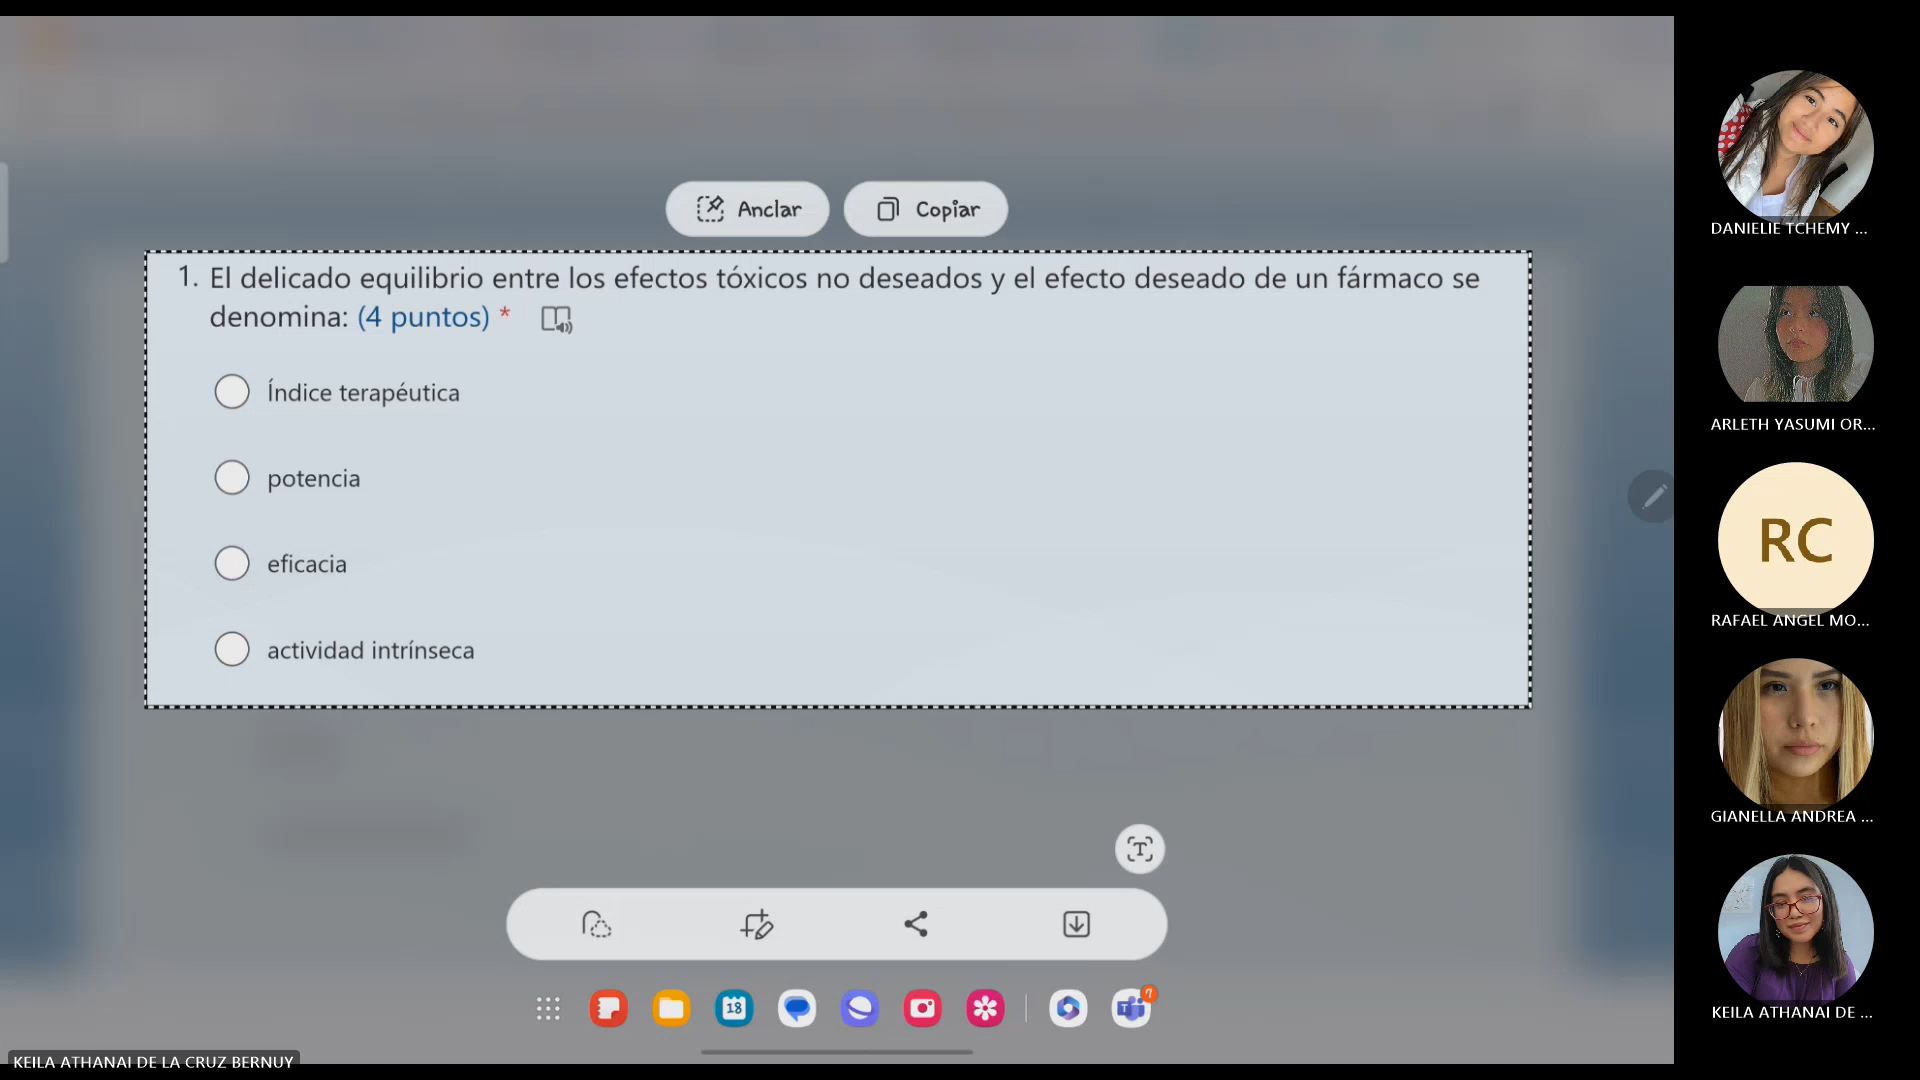 Anclar
Copiar
1. El delicado equilibrio entre los efectos tóxicos no deseados y el efecto deseado de un fármaco se
denomina: (4 puntos) *
Índice terapéutica
potencia
eficacia
actividad intrínseca
18
7
T
DANIELIE TCHEMY ...
ARLETH YASUMI OR...
RC
RAFAEL ANGEL MO...
GIANELLA ANDREA ...
KEILA ATHANAI DE ...
KEILA ATHANAI DE LA CRUZ BERNUY